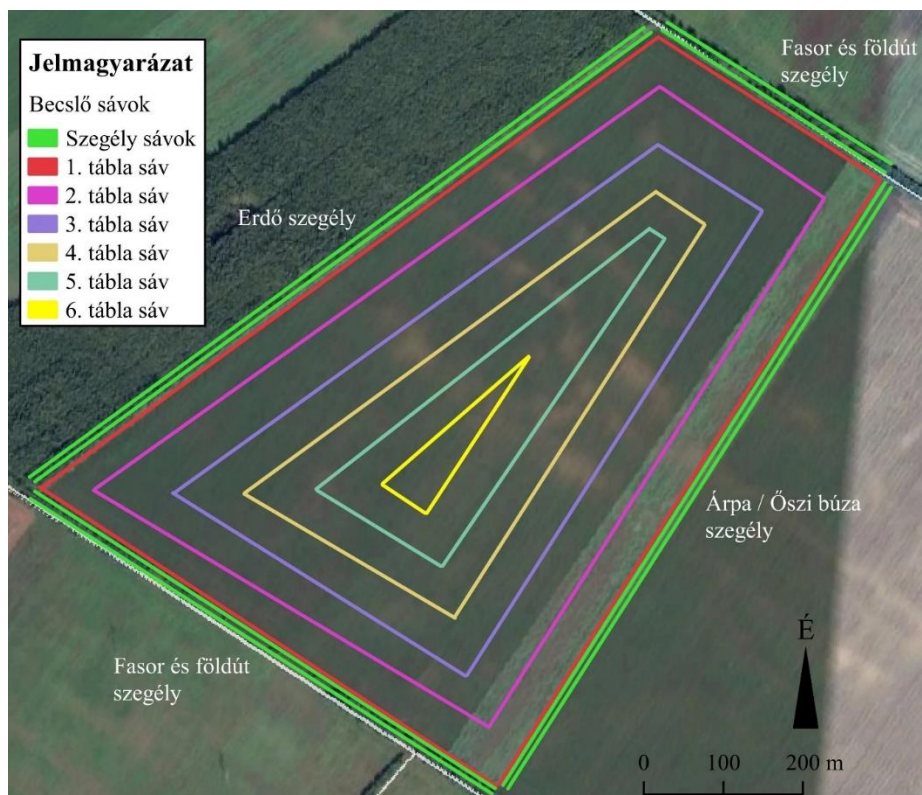 Jelmagyarázat
Becslő sávok
Szegély sávok
1. tábla sáv
2. tábla sáv
3. tábla sáv
4. tábla sáv
5. tábla sáv
6. tábla sáv
Fasor és földút
szegély
Erdő szegély
Árpa / Őszi búza
szegély
Fasor és földút
szegély
É
0 100 200 m